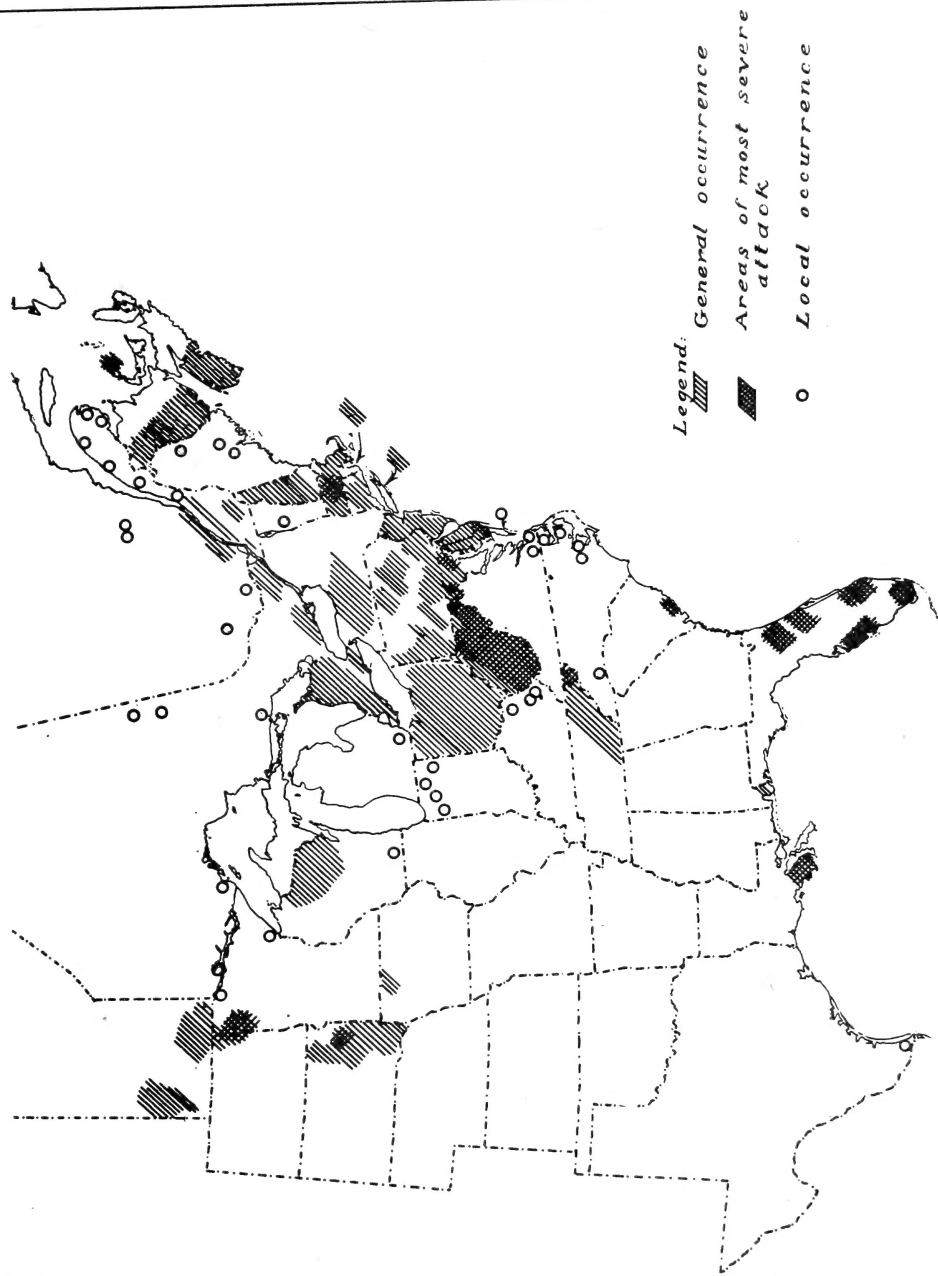 Legend:
General occurrence
Areas of most severe
attack
Local occurrence